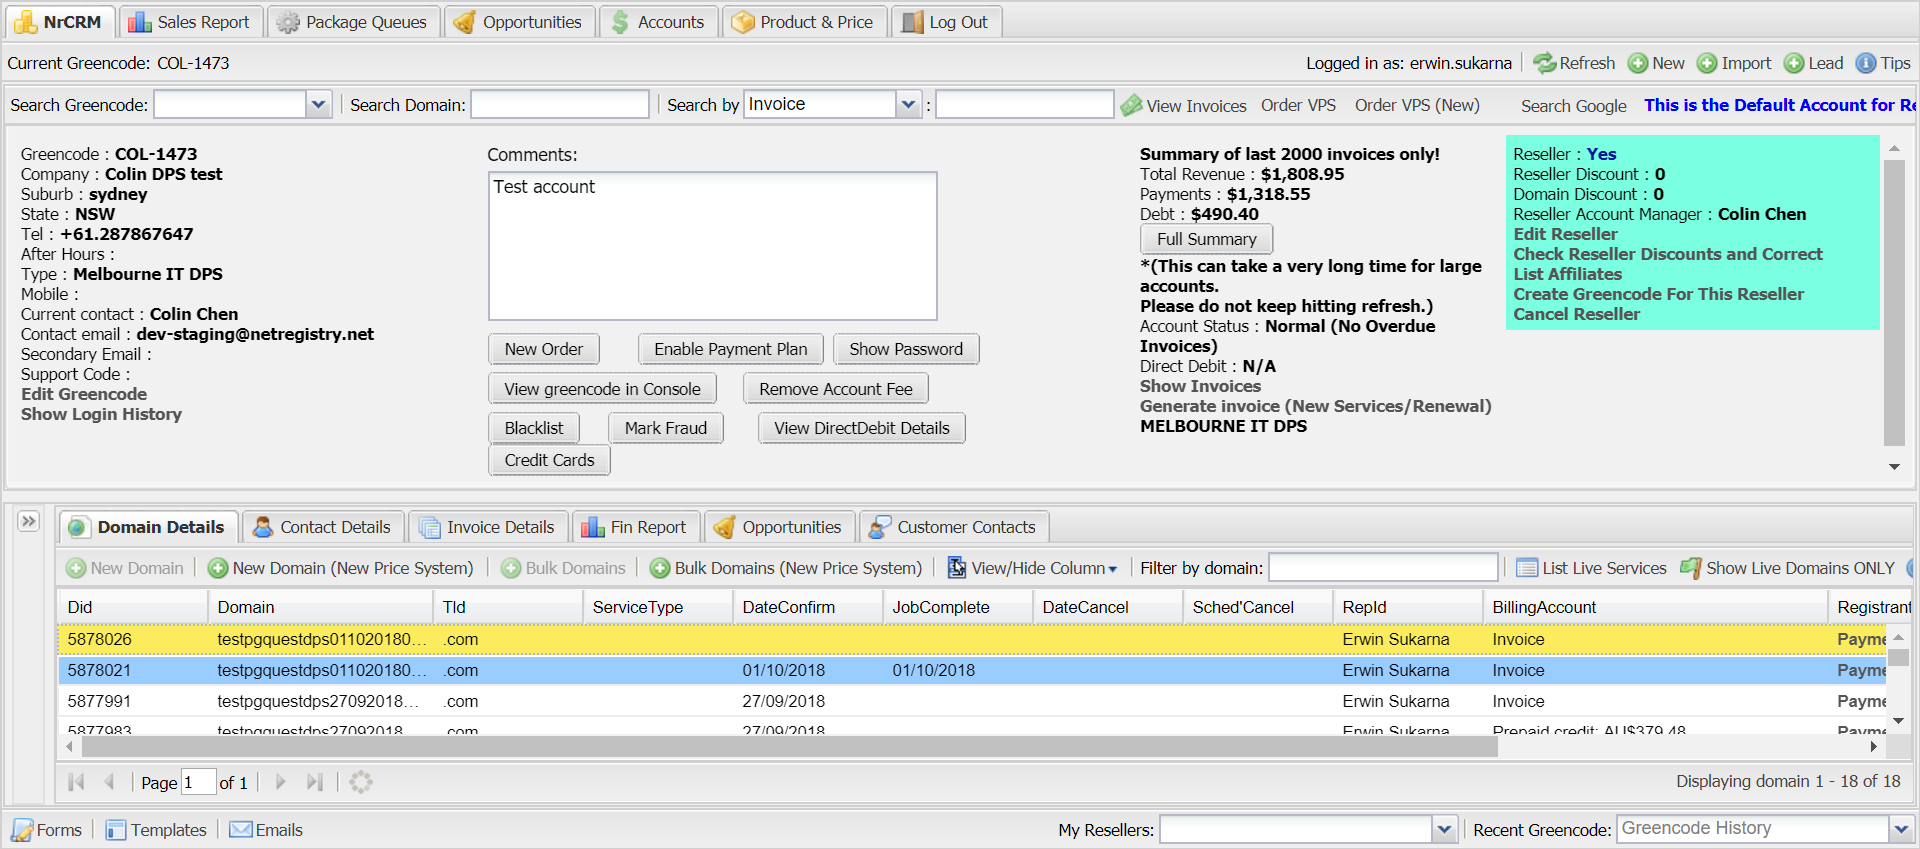 NrCRM Sales Report Package Queues Opportunities Accounts Product & Price Log Out
Current Greencode: COL-1473 Logged in as: erwin.sukarna Refresh New Import Lead Tips
Search Greencode: Search Domain: Search by Invoice : View Invoices Order VPS Order VPS (New) Search Google This is the Default Account for Re
Greencode : COL-1473
Company : Colin DPS test
Suburb : sydney
State : NSW
Tel : +61.287867647
After Hours :
Type : Melbourne IT DPS
Mobile :
Current contact : Colin Chen
Contact email : dev-staging@netregistry.net
Secondary Email :
Support Code :
Edit Greencode
Show Login History
Comments:
Test account
New Order Enable Payment Plan Show Password
View greencode in Console Remove Account Fee
Blacklist Mark Fraud View DirectDebit Details
Credit Cards
Summary of last 2000 invoices only!
Total Revenue : $1,808.95
Payments : $1,318.55
Debt : $490.40
Full Summary
*(This can take a very long time for large
accounts.
Please do not keep hitting refresh.)
Account Status : Normal (No Overdue
Invoices)
Direct Debit : N/A
Show Invoices
Generate invoice (New Services/Renewal)
MELBOURNE IT DPS
Reseller : Yes
Reseller Discount : 0
Domain Discount : 0
Reseller Account Manager : Colin Chen
Edit Reseller
Check Reseller Discounts and Correct
List Affiliates
Create Greencode For This Reseller
Cancel Reseller
Domain Details Contact Details Invoice Details Fin Report Opportunities Customer Contacts
New Domain New Domain (New Price System) Bulk Domains Bulk Domains (New Price System) View/Hide Column Filter by domain: List Live Services Show Live Domains ONLY
Did Domain Tld ServiceType DateConfirm JobComplete DateCancel Sched'Cancel RepId BillingAccount Registrant
5878026 testpgquestdps011020180... .com Erwin Sukarna Invoice Payme
5878021 testpgquestdps011020180... .com 01/10/2018 01/10/2018 Erwin Sukarna Invoice Payme
5877991 testpgquestdps27092018... .com 27/09/2018 Erwin Sukarna Invoice Payme
5877983 testpgquestdps27092018... .com 27/09/2018 Erwin Sukarna Prepaid credit: AU$379.48 Payme
Page 1 of 1 Displaying domain 1 - 18 of 18
Forms Templates Emails My Resellers: Recent Greencode: Greencode History